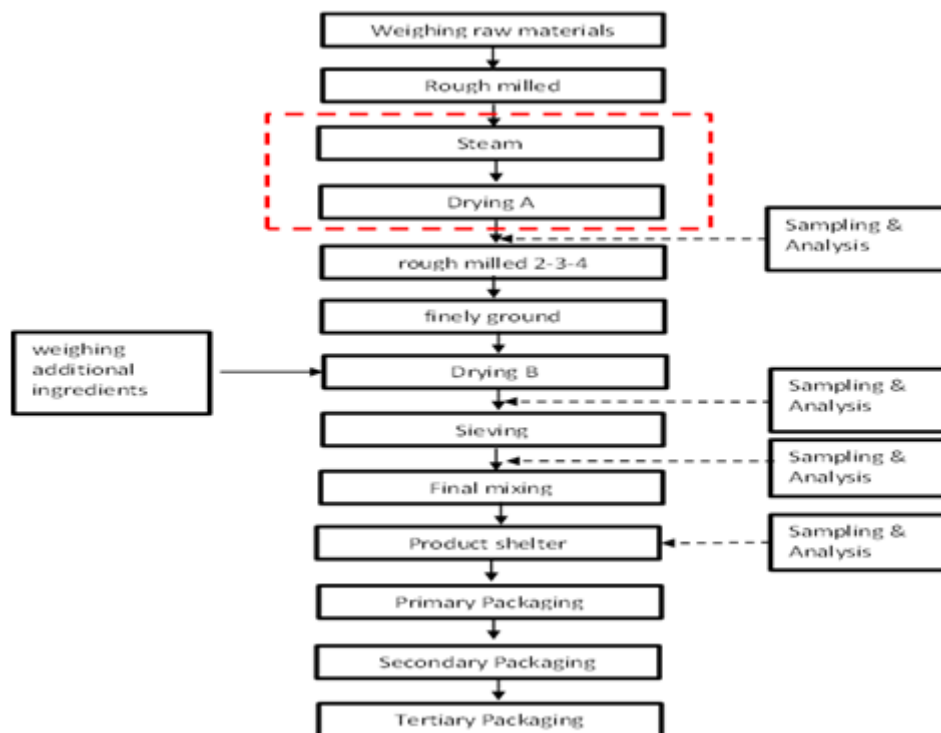 Weighing raw materials
Rough milled
Steam
Drying A
Sampling &
Analysis
rough milled 2-3-4
finely ground
weighing
additional
ingredients
Drying B
Sampling &
Analysis
Sieving
Sampling &
Analysis
Final mixing
Product shelter
Sampling &
Analysis
Primary Packaging
Secondary Packaging
Tertiary Packaging